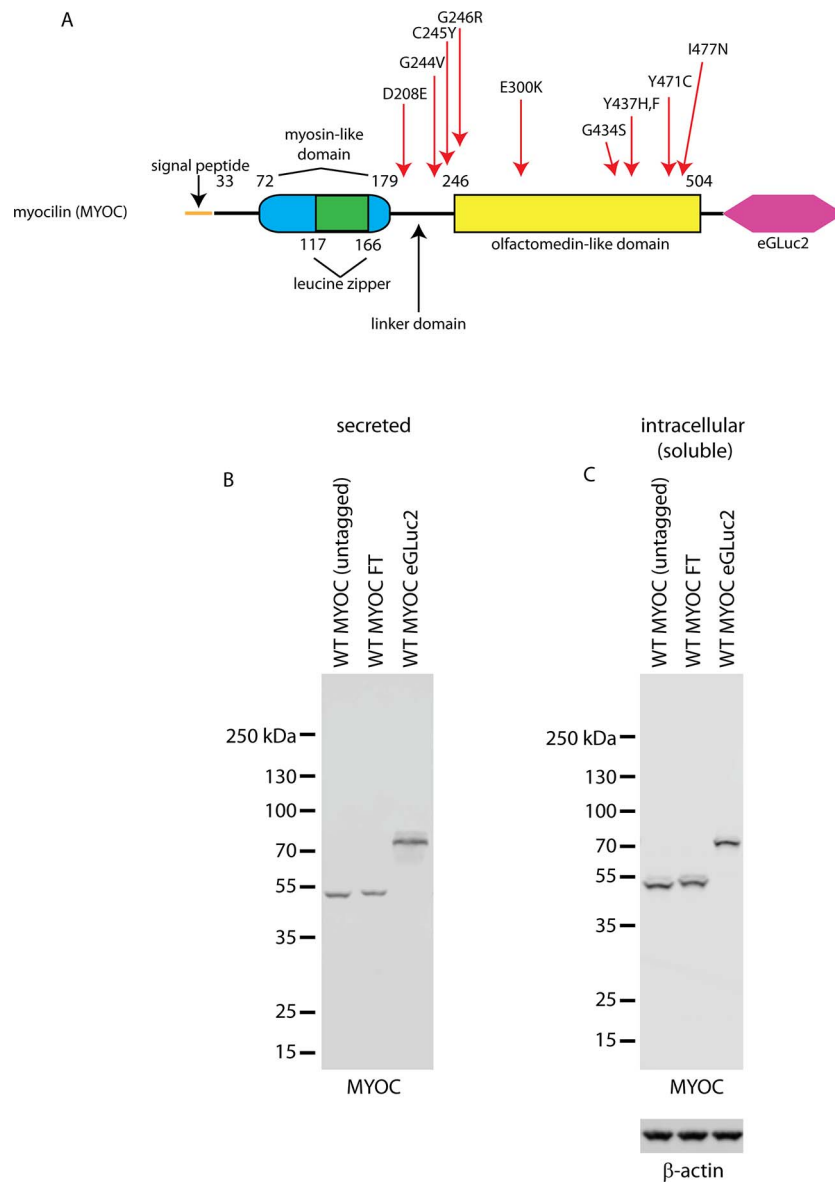 A
G246R
C245Y
G244V
D208E
E300K
I477N
Y471C
Y437H,F
G434S
myosin-like
domain
signal peptide
33
72
179
246
504
myocilin (MYOC)
117
166
leucine zipper
linker domain
olfactomedin-like domain
eGLuc2
secreted
B
WT MYOC (untagged)
WT MYOC FT
WT MYOC eGLuc2
250 kDa
130
100
70
55
35
25
15
MYOC
intracellular
(soluble)
C
WT MYOC (untagged)
WT MYOC FT
WT MYOC eGLuc2
250 kDa
130
100
70
55
35
25
15
MYOC
β-actin